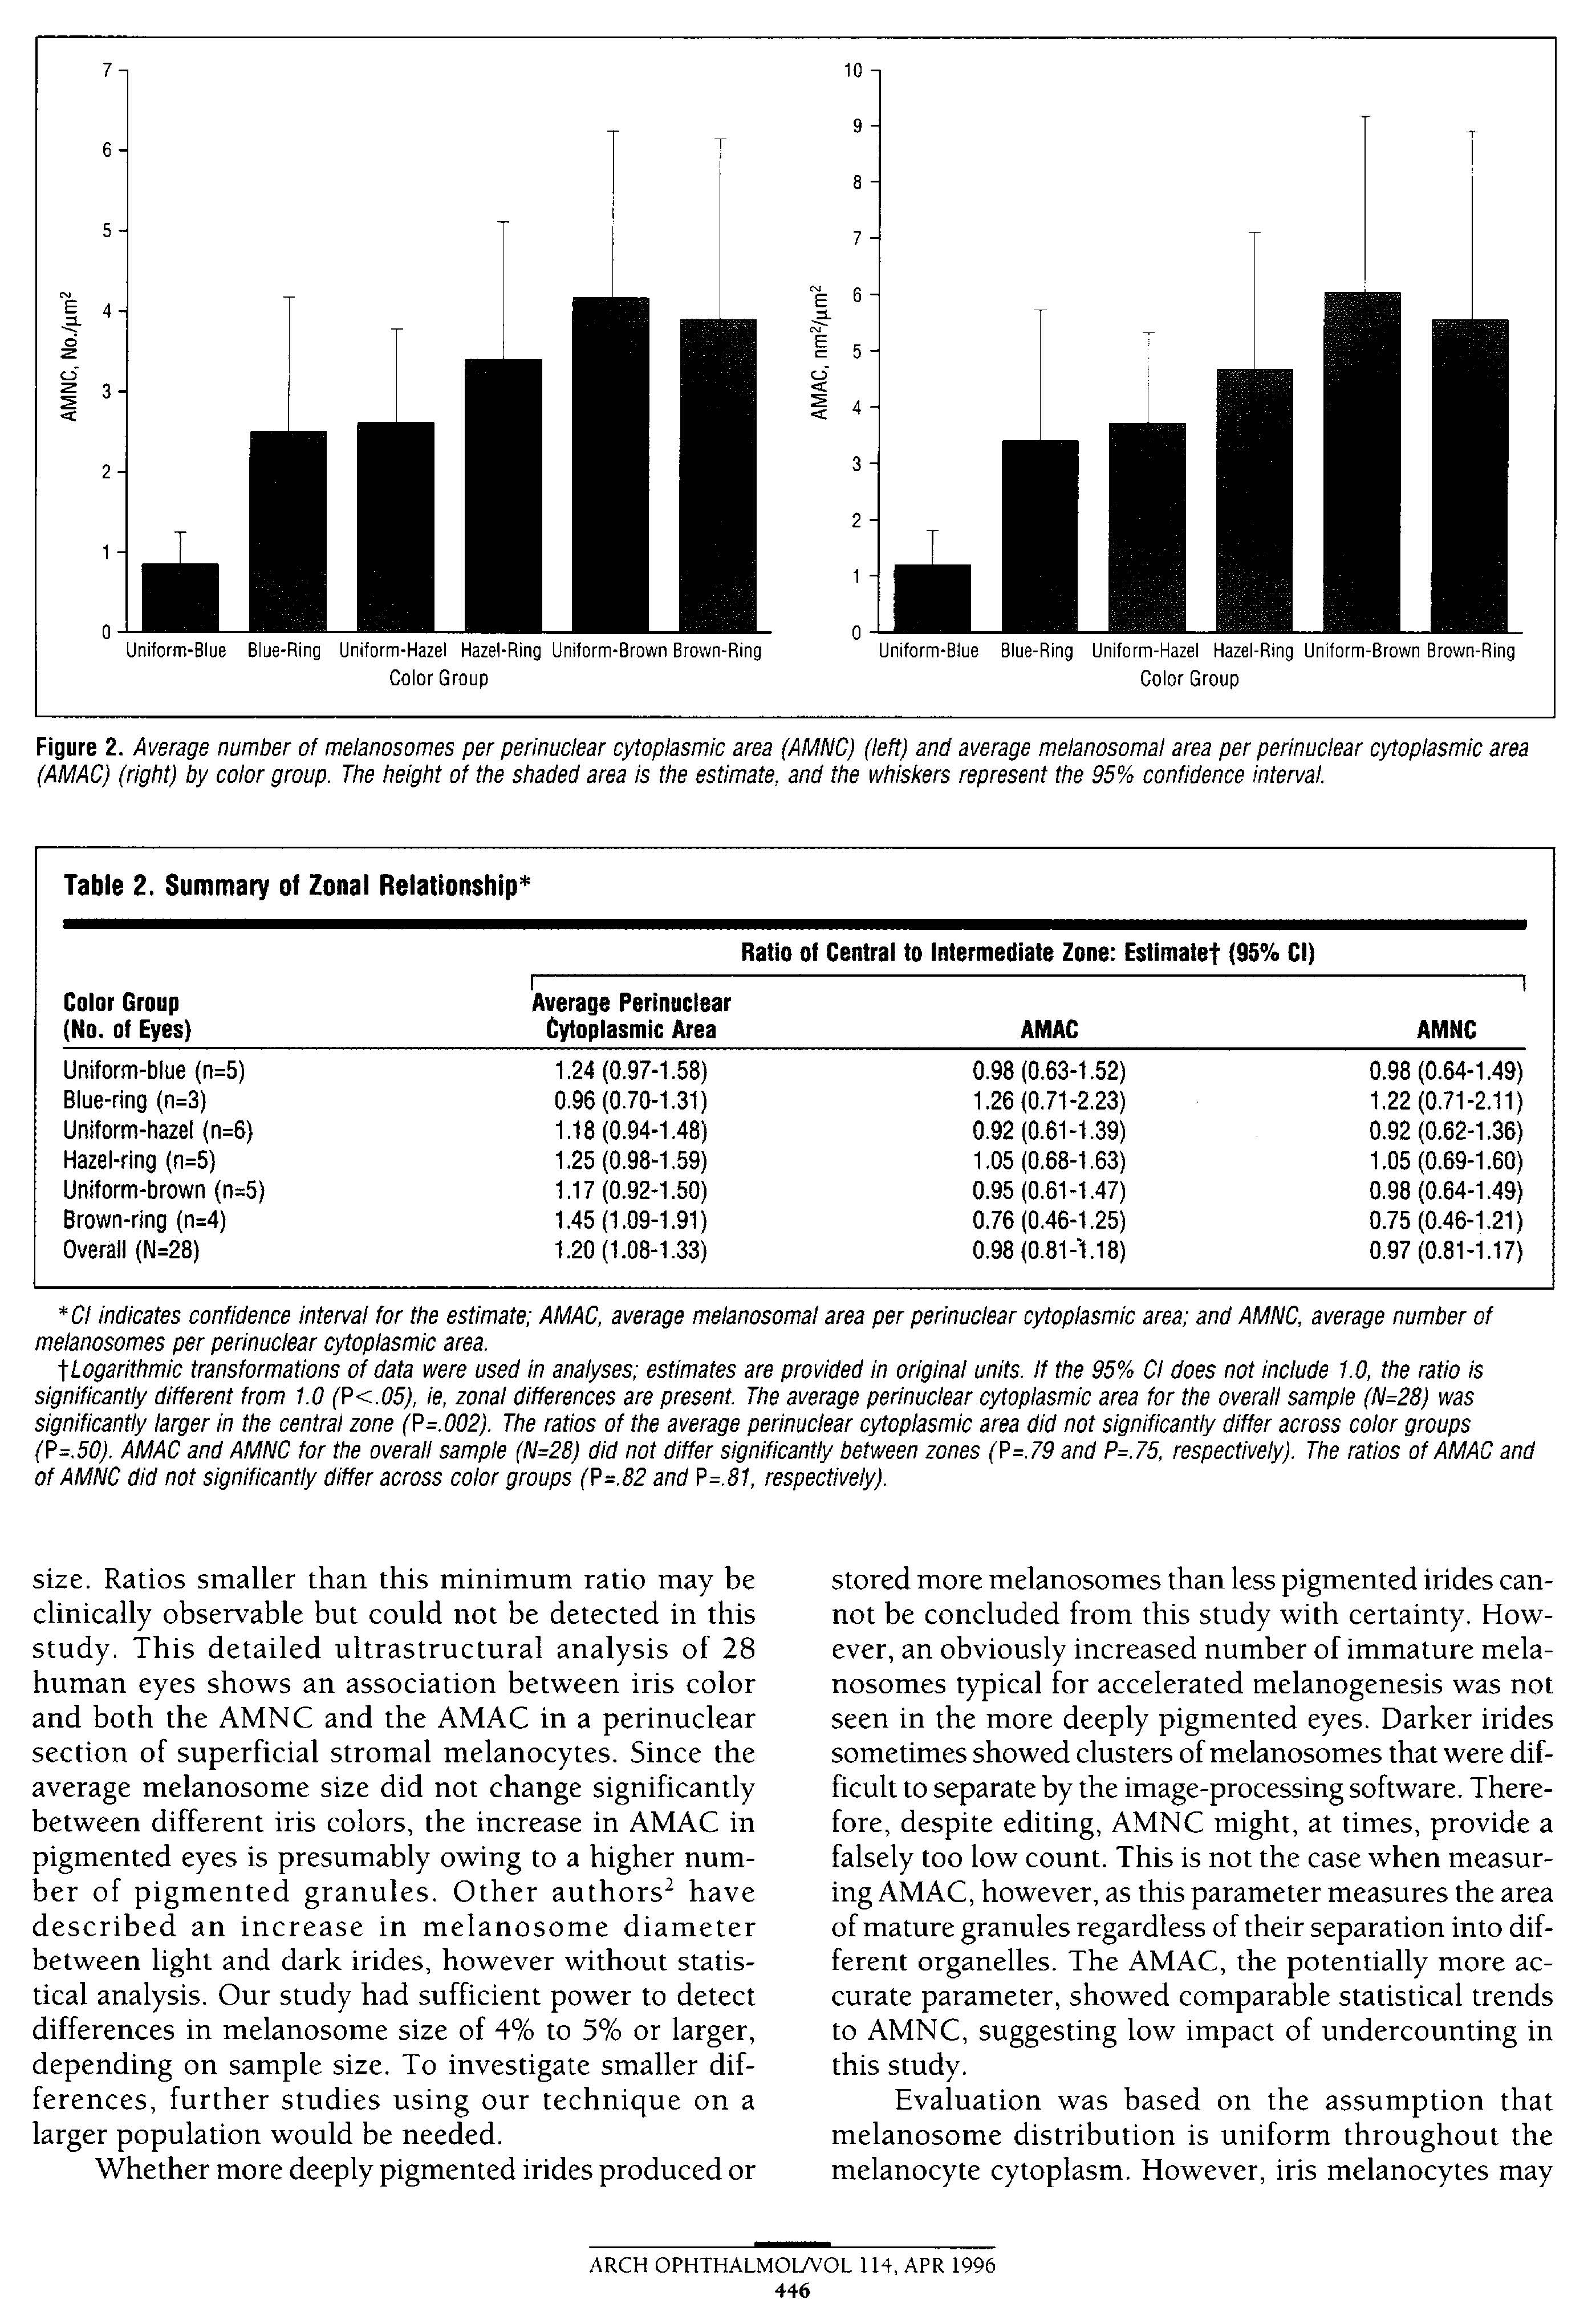 7
6
5
4
3
2
1
0
AMNC, No./µm²
Uniform-Blue Blue-Ring Uniform-Hazel Hazel-Ring Uniform-Brown Brown-Ring
Color Group
10
9
8
7
6
5
4
3
2
1
0
AMAC, nm²/µm²
Uniform-Blue Blue-Ring Uniform-Hazel Hazel-Ring Uniform-Brown Brown-Ring
Color Group
Figure 2. Average number of melanosomes per perinuclear cytoplasmic area (AMNC) (left) and average melanosomal area per perinuclear cytoplasmic area
(AMAC) (right) by color group. The height of the shaded area is the estimate, and the whiskers represent the 95% confidence interval.
Table 2. Summary of Zonal Relationship*
Ratio of Central to Intermediate Zone: Estimate† (95% CI)
Color Group
(No. of Eyes)
Average Perinuclear
Cytoplasmic Area
AMAC
AMNC
Uniform-blue (n=5) 1.24 (0.97-1.58) 0.98 (0.63-1.52) 0.98 (0.64-1.49)
Blue-ring (n=3) 0.96 (0.70-1.31) 1.26 (0.71-2.23) 1.22 (0.71-2.11)
Uniform-hazel (n=6) 1.18 (0.94-1.48) 0.92 (0.61-1.39) 0.92 (0.62-1.36)
Hazel-ring (n=5) 1.25 (0.98-1.59) 1.05 (0.68-1.63) 1.05 (0.69-1.60)
Uniform-brown (n=5) 1.17 (0.92-1.50) 0.95 (0.61-1.47) 0.98 (0.64-1.49)
Brown-ring (n=4) 1.45 (1.09-1.91) 0.76 (0.46-1.25) 0.75 (0.46-1.21)
Overall (N=28) 1.20 (1.08-1.33) 0.98 (0.81-1.18) 0.97 (0.81-1.17)
*CI indicates confidence interval for the estimate; AMAC, average melanosomal area per perinuclear cytoplasmic area; and AMNC, average number of
melanosomes per perinuclear cytoplasmic area.
†Logarithmic transformations of data were used in analyses; estimates are provided in original units. If the 95% CI does not include 1.0, the ratio is
significantly different from 1.0 (P<.05), ie, zonal differences are present. The average perinuclear cytoplasmic area for the overall sample (N=28) was
significantly larger in the central zone (P=.002). The ratios of the average perinuclear cytoplasmic area did not significantly differ across color groups
(P=.50). AMAC and AMNC for the overall sample (N=28) did not differ significantly between zones (P=.79 and P=.75, respectively). The ratios of AMAC and
of AMNC did not significantly differ across color groups (P=.82 and P=.81, respectively).
size. Ratios smaller than this minimum ratio may be
clinically observable but could not be detected in this
study. This detailed ultrastructural analysis of 28
human eyes shows an association between iris color
and both the AMNC and the AMAC in a perinuclear
section of superficial stromal melanocytes. Since the
average melanosome size did not change significantly
between different iris colors, the increase in AMAC in
pigmented eyes is presumably owing to a higher num-
ber of pigmented granules. Other authors² have
described an increase in melanosome diameter
between light and dark irides, however without statis-
tical analysis. Our study had sufficient power to detect
differences in melanosome size of 4% to 5% or larger,
depending on sample size. To investigate smaller dif-
ferences, further studies using our technique on a
larger population would be needed.
Whether more deeply pigmented irides produced or
stored more melanosomes than less pigmented irides can-
not be concluded from this study with certainty. How-
ever, an obviously increased number of immature mela-
nosomes typical for accelerated melanogenesis was not
seen in the more deeply pigmented eyes. Darker irides
sometimes showed clusters of melanosomes that were dif-
ficult to separate by the image-processing software. There-
fore, despite editing, AMNC might, at times, provide a
falsely too low count. This is not the case when measur-
ing AMAC, however, as this parameter measures the area
of mature granules regardless of their separation into dif-
ferent organelles. The AMAC, the potentially more ac-
curate parameter, showed comparable statistical trends
to AMNC, suggesting low impact of undercounting in
this study.
Evaluation was based on the assumption that
melanosome distribution is uniform throughout the
melanocyte cytoplasm. However, iris melanocytes may
ARCH OPHTHALMOL/VOL 114, APR 1996
446